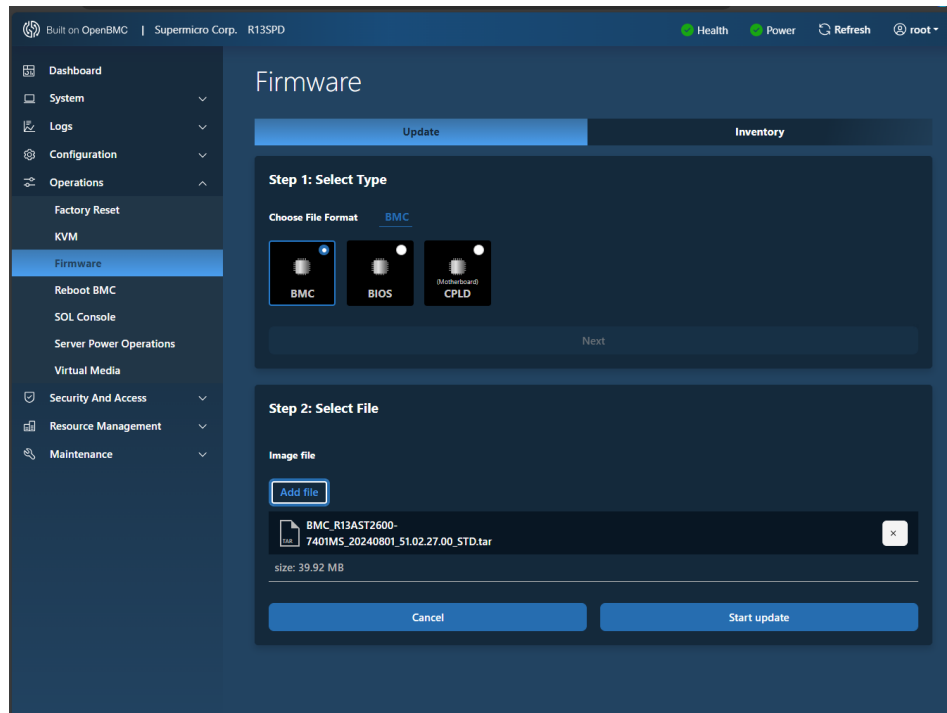 Built on OpenBMC | Supermicro Corp. R13SPD
Health
Power
Refresh
root
Dashboard
System
Logs
Configuration
Operations
Factory Reset
KVM
Firmware
Reboot BMC
SOL Console
Server Power Operations
Virtual Media
Security And Access
Resource Management
Maintenance
Firmware
Update
Inventory
Step 1: Select Type
Choose File Format
BMC
BMC
BIOS
(Motherboard)
CPLD
Next
Step 2: Select File
Image file
Add file
TAR
BMC_R13AST2600-
7401MS_20240801_51.02.27.00_STD.tar
×
size: 39.92 MB
Cancel
Start update